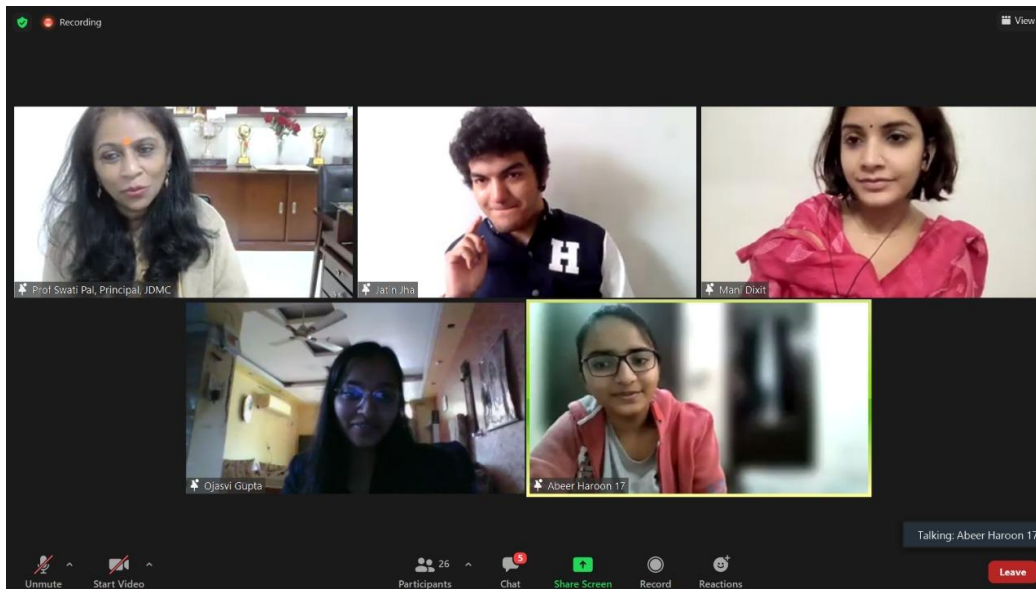 Recording
View
Prof Swati Pal, Principal, JDMC
Jatin Jha
H
Mani Dixit
Ojasvi Gupta
Abeer Haroon 17
Talking: Abeer Haroon 17
26
5
Unmute
Start Video
Participants
Chat
Share Screen
Record
Reactions
Leave